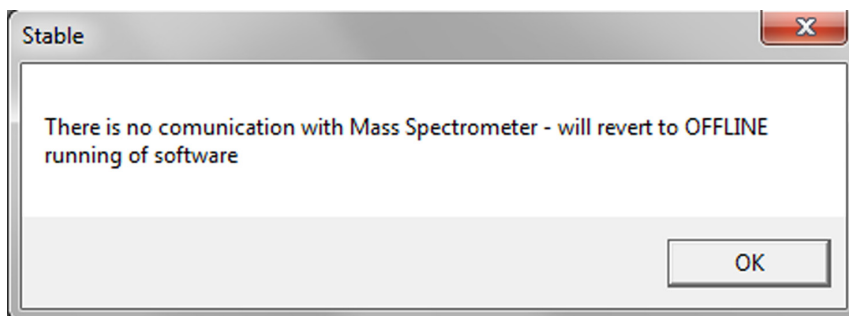 Stable
There is no comunication with Mass Spectrometer - will revert to OFFLINE
running of software
OK